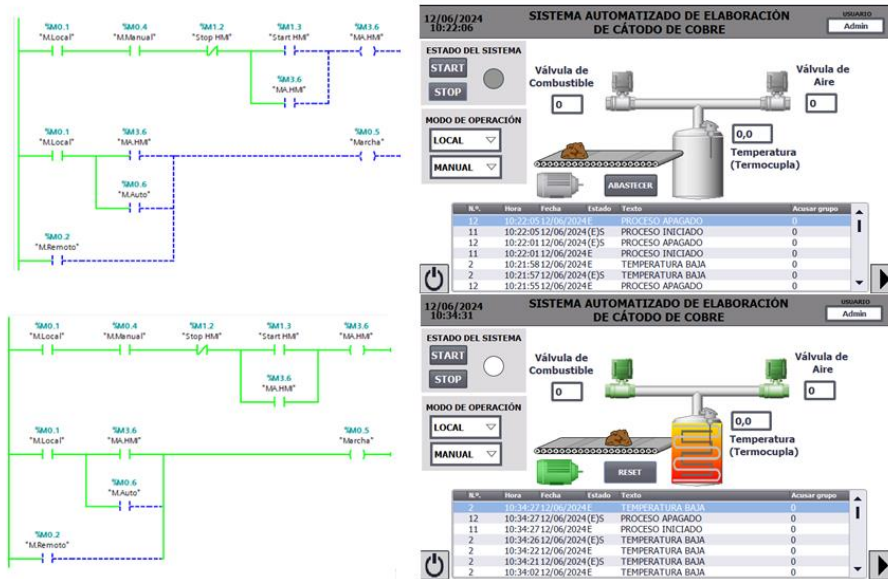 %M0.1 %M0.4 %M1.2 %M1.3 %M3.6
"M.Local" "M.Manual" "Stop HMI" "Start HMI" "MA.HMI"
%M3.6
"MA.HMI"
%M0.1 %M3.6 %M0.5
"M.Local" "MA.HMI" "Marcha"
%M0.6
"M.Auto"
%M0.2
"M.Remoto"
12/06/2024
10:22:06
SISTEMA AUTOMATIZADO DE ELABORACIÓN
DE CÁTODO DE COBRE
USUARIO
Admin
ESTADO DEL SISTEMA
START
STOP
MODO DE OPERACIÓN
LOCAL
MANUAL
Válvula de
Combustible
0
Válvula de
Aire
0
0,0
Temperatura
(Termocupla)
ABASTECER
N.º. Hora Fecha Estado Texto Acusar grupo
12 10:22:05 12/06/2024 E PROCESO APAGADO 0
11 10:22:05 12/06/2024 (E)S PROCESO INICIADO 0
12 10:22:01 12/06/2024 (E)S PROCESO APAGADO 0
11 10:22:01 12/06/2024 E PROCESO INICIADO 0
2 10:21:58 12/06/2024 E TEMPERATURA BAJA 0
2 10:21:57 12/06/2024 (E)S TEMPERATURA BAJA 0
12 10:21:55 12/06/2024 (E)S PROCESO APAGADO 0
%M0.1 %M0.4 %M1.2 %M1.3 %M3.6
"M.Local" "M.Manual" "Stop HMI" "Start HMI" "MA.HMI"
%M3.6
"MA.HMI"
%M0.1 %M3.6 %M0.5
"M.Local" "MA.HMI" "Marcha"
%M0.6
"M.Auto"
%M0.2
"M.Remoto"
12/06/2024
10:34:31
SISTEMA AUTOMATIZADO DE ELABORACIÓN
DE CÁTODO DE COBRE
USUARIO
Admin
ESTADO DEL SISTEMA
START
STOP
MODO DE OPERACIÓN
LOCAL
MANUAL
Válvula de
Combustible
0
Válvula de
Aire
0
0,0
Temperatura
(Termocupla)
RESET
N.º. Hora Fecha Estado Texto Acusar grupo
2 10:34:27 12/06/2024 E TEMPERATURA BAJA 0
12 10:34:27 12/06/2024 (E)S PROCESO APAGADO 0
11 10:34:27 12/06/2024 E PROCESO INICIADO 0
2 10:34:26 12/06/2024 (E)S TEMPERATURA BAJA 0
2 10:34:22 12/06/2024 E TEMPERATURA BAJA 0
2 10:34:21 12/06/2024 (E)S TEMPERATURA BAJA 0
2 10:34:02 12/06/2024 E TEMPERATURA BAJA 0